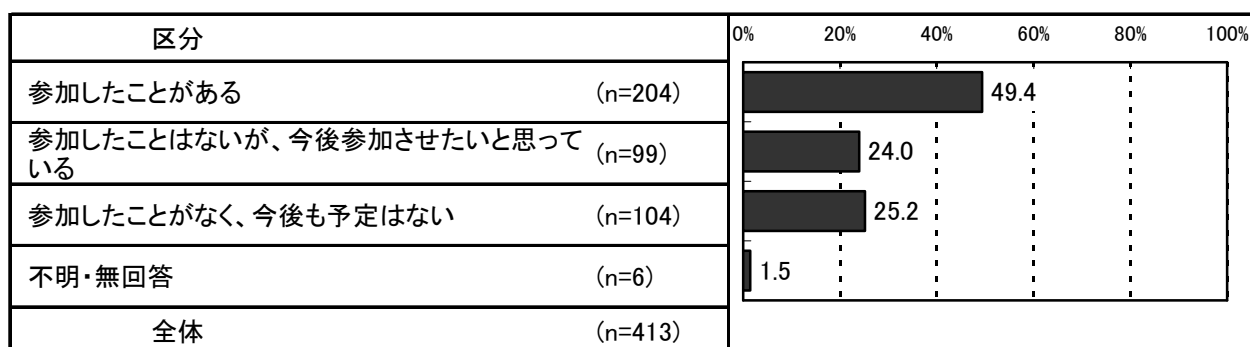 区分
0% 20% 40% 60% 80% 100%
参加したことがある (n=204) 49.4
参加したことはないが、今後参加させたいと思って
いる (n=99) 24.0
参加したことがなく、今後も予定はない (n=104) 25.2
不明・無回答 (n=6) 1.5
全体 (n=413)